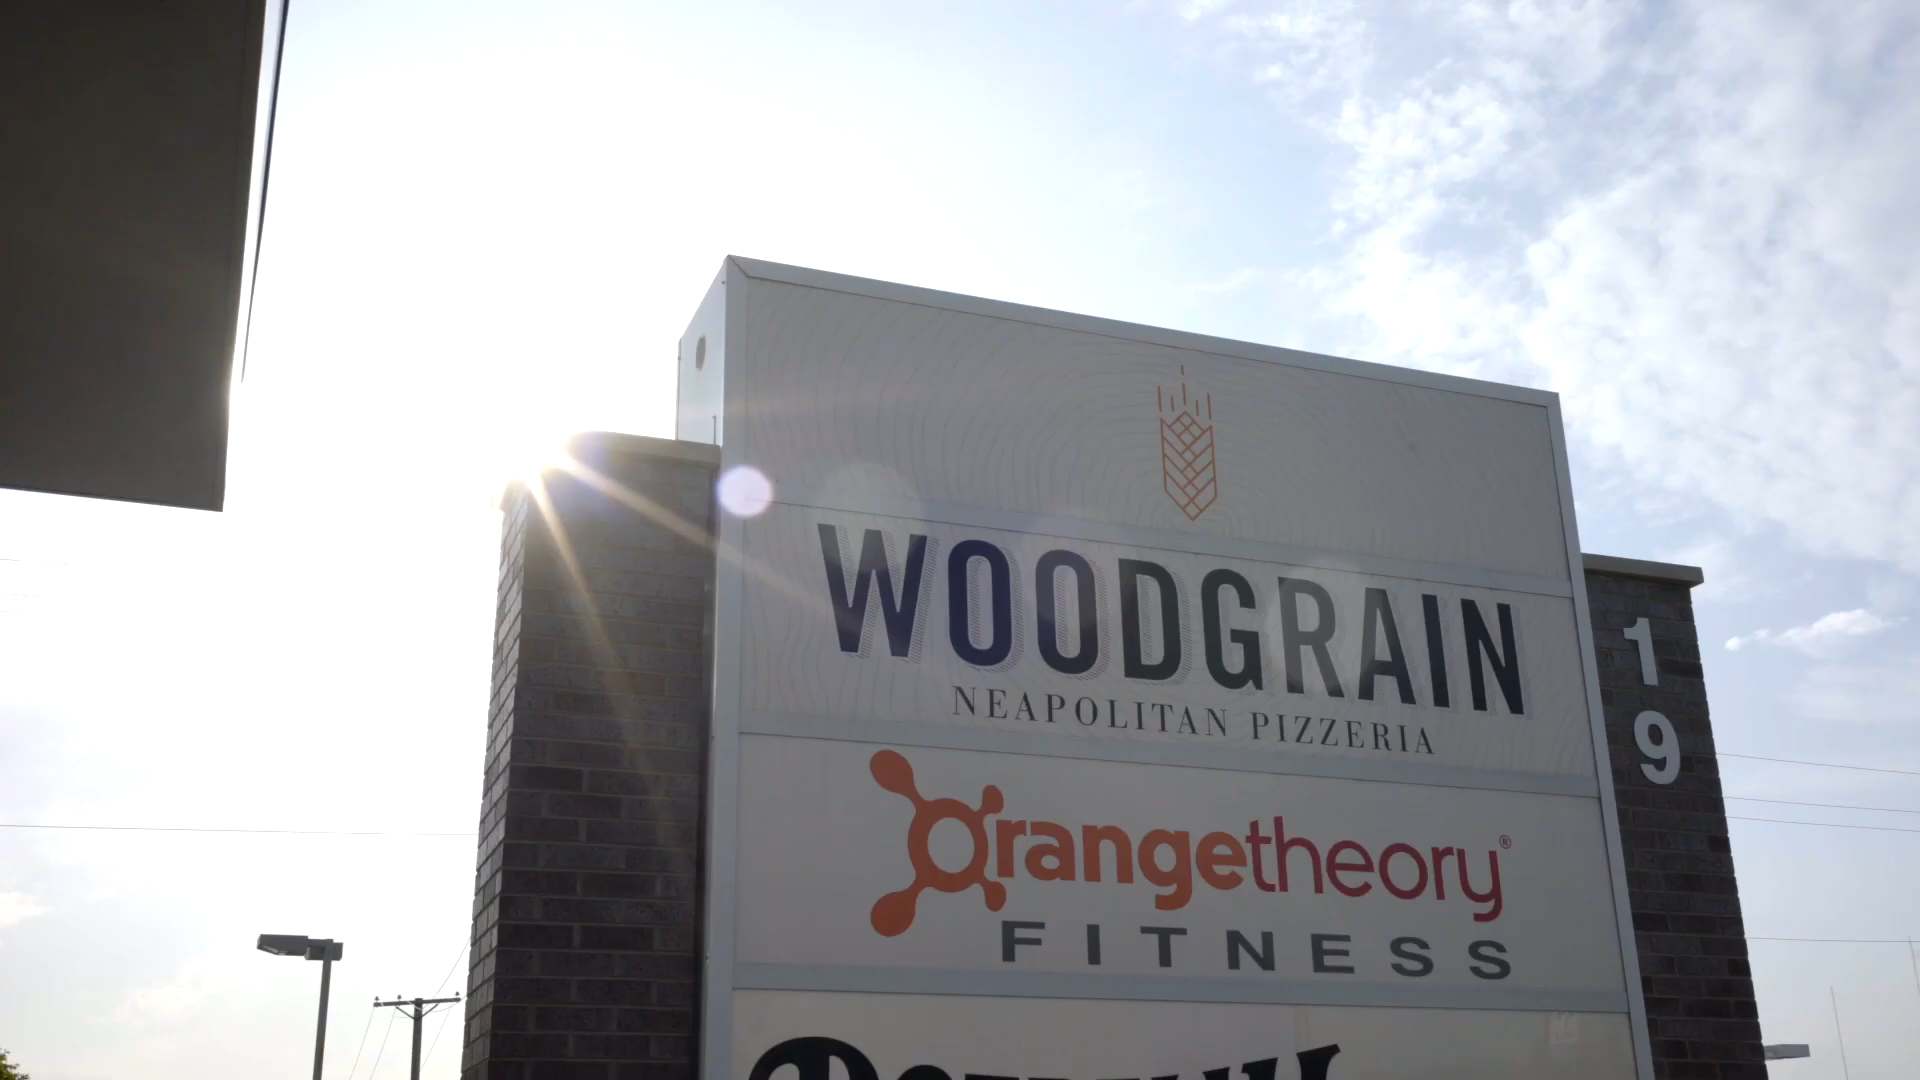 WOODGRAIN
NEAPOLITAN PIZZERIA
Orangetheory®
FITNESS
1
9